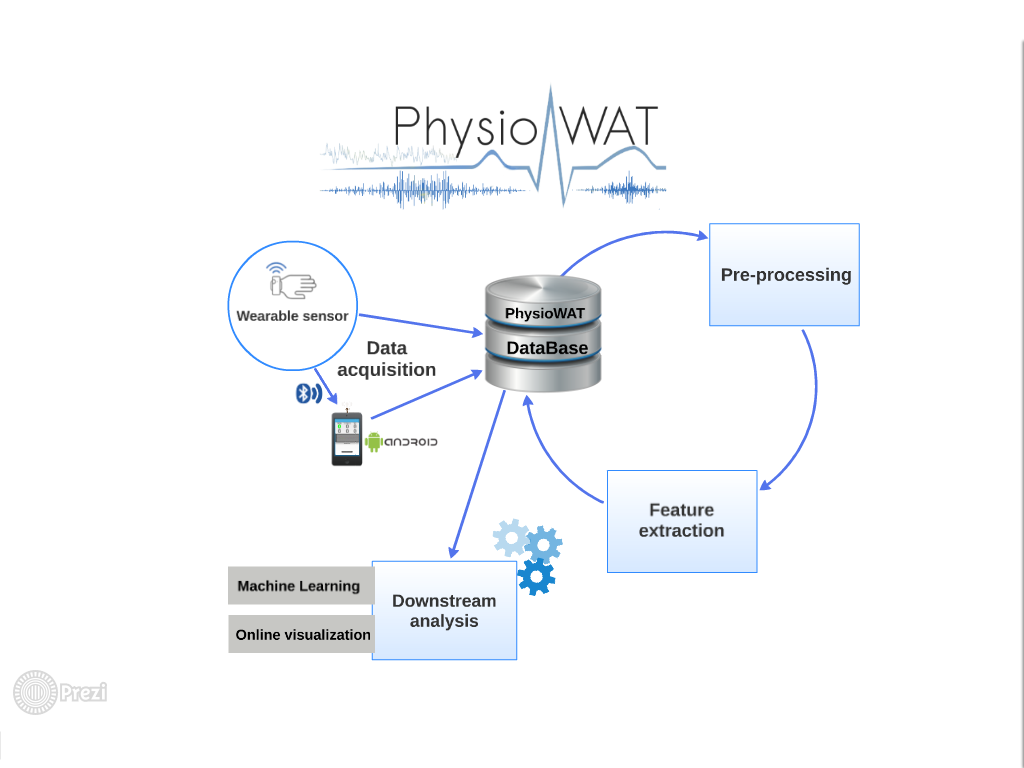 PhysioWAT
Wearable sensor
Data
acquisition
ANDROID
PhysioWAT
DataBase
Pre-processing
Feature
extraction
Downstream
analysis
Machine Learning
Online visualization
Prezi